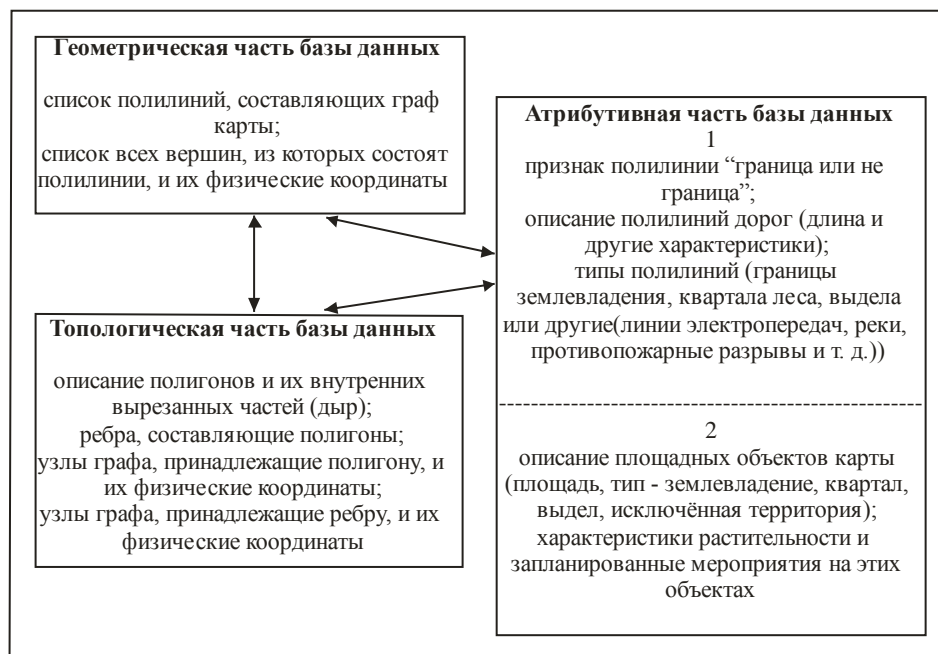 Геометрическая часть базы данных
список полилиний, составляющих граф
карты;
список всех вершин, из которых состоят
полилинии, и их физические координаты
Топологическая часть базы данных
описание полигонов и их внутренних
вырезанных частей (дыр);
ребра, составляющие полигоны;
узлы графа, принадлежащие полигону, и
их физические координаты;
узлы графа, принадлежащие ребру, и их
физические координаты
Атрибутивная часть базы данных
1
признак полилинии “граница или не
граница”;
описание полилиний дорог (длина и
другие характеристики);
типы полилиний (границы
землевладения, квартала леса, выдела
или другие(линии электропередач, реки,
противопожарные разрывы и т. д.))
2
описание площадных объектов карты
(площадь, тип - землевладение, квартал,
выдел, исключённая территория);
характеристики растительности и
запланированные мероприятия на этих
объектах